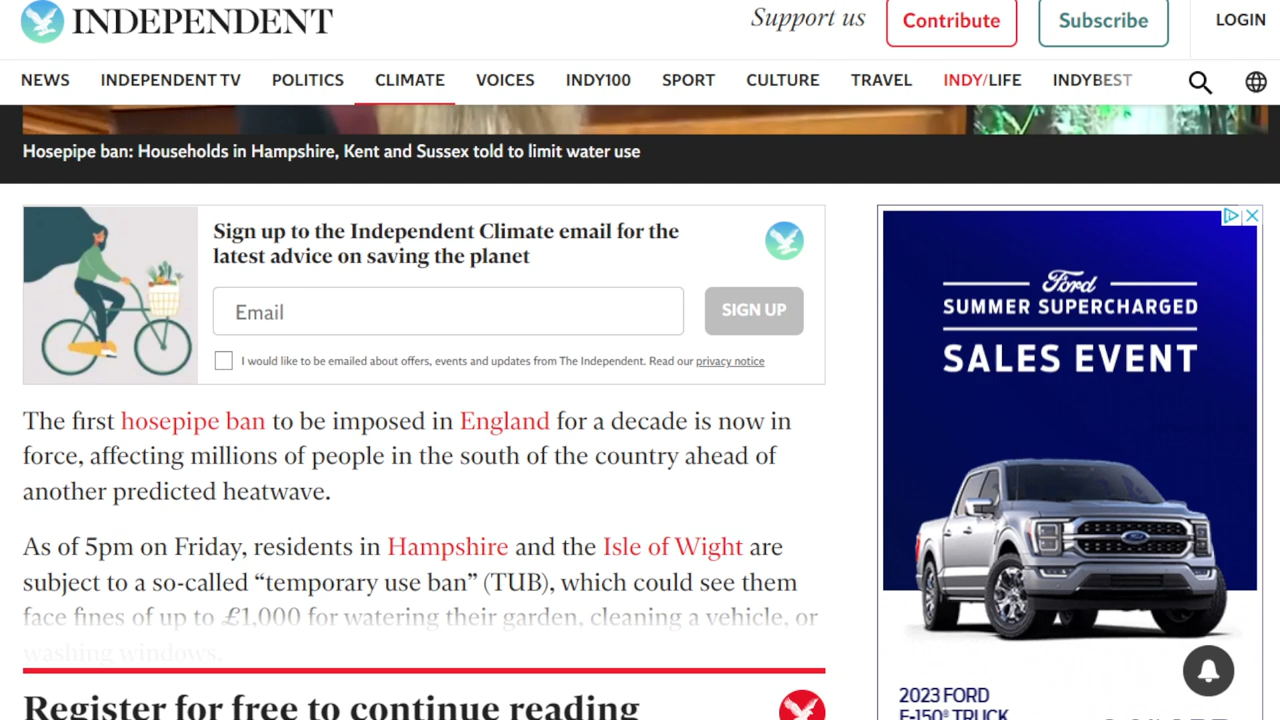 INDEPENDENT
Support us
Contribute
Subscribe
LOGIN
NEWS
INDEPENDENT TV
POLITICS
CLIMATE
VOICES
INDY100
SPORT
CULTURE
TRAVEL
INDY/LIFE
INDYBEST
Hosepipe ban: Households in Hampshire, Kent and Sussex told to limit water use
Sign up to the Independent Climate email for the
latest advice on saving the planet
Email
SIGN UP
I would like to be emailed about offers, events and updates from The Independent. Read our privacy notice
The first hosepipe ban to be imposed in England for a decade is now in
force, affecting millions of people in the south of the country ahead of
another predicted heatwave.
As of 5pm on Friday, residents in Hampshire and the Isle of Wight are
subject to a so-called “temporary use ban” (TUB), which could see them
face fines of up to £1,000 for watering their garden, cleaning a vehicle, or
washing windows.
Register for free to continue reading
Ford
SUMMER SUPERCHARGED
SALES EVENT
2023 FORD
F-150® TRUCK